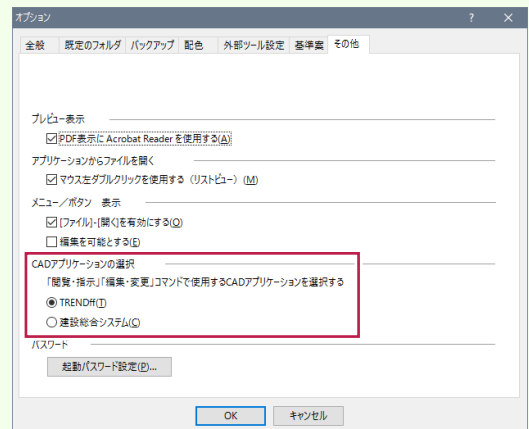 オプション
全般 既定のフォルダ バックアップ 配色 外部ツール設定 基準案 その他
プレビュー表示
PDF表示に Acrobat Reader を使用する(A)
アプリケーションからファイルを開く
マウス左ダブルクリックを使用する（リストビュー）(M)
メニュー／ボタン 表示
[ファイル]-[開く]を有効にする(O)
編集を可能とする(E)
CADアプリケーションの選択
「閲覧・指示」「編集・変更」コマンドで使用するCADアプリケーションを選択する
TRENDff(T)
建設総合システム(C)
パスワード
起動パスワード設定(P)...
OK キャンセル